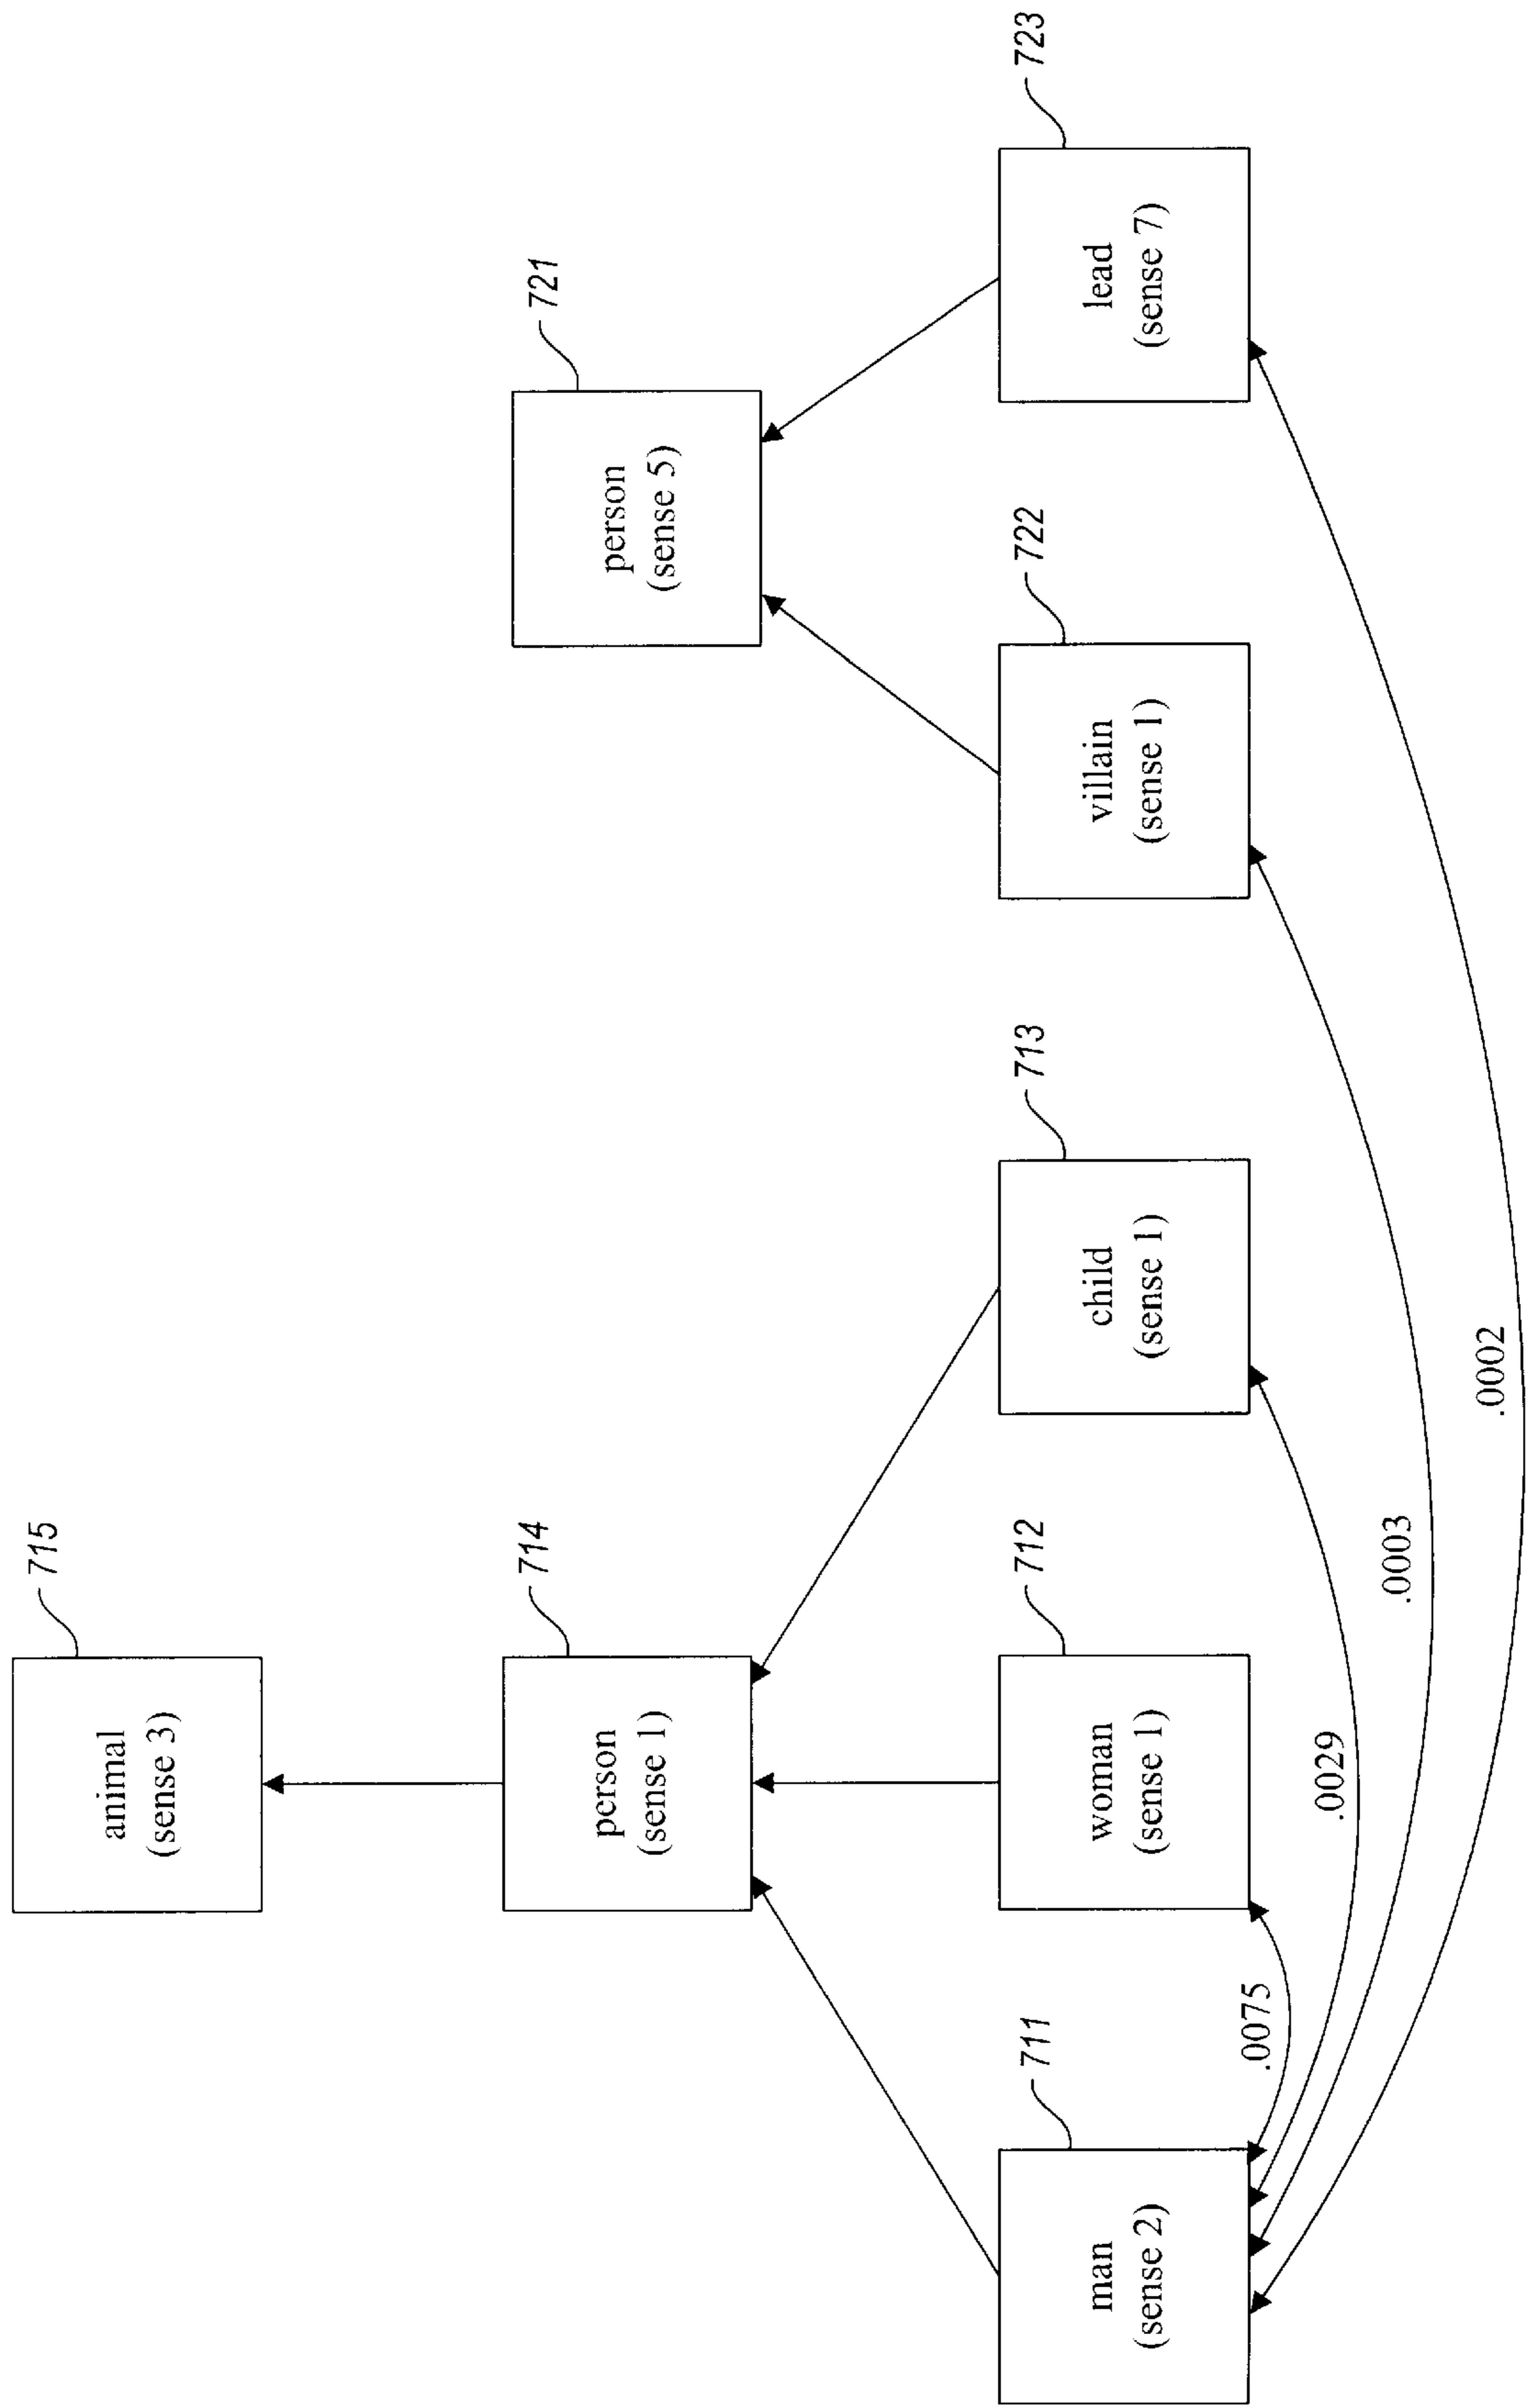 715
animal
(sense 3)
714
person
(sense 1)
721
person
(sense 5)
711
man
(sense 2)
712
woman
(sense 1)
713
child
(sense 1)
722
villain
(sense 1)
723
lead
(sense 7)
.0075
.0029
.0003
.0002